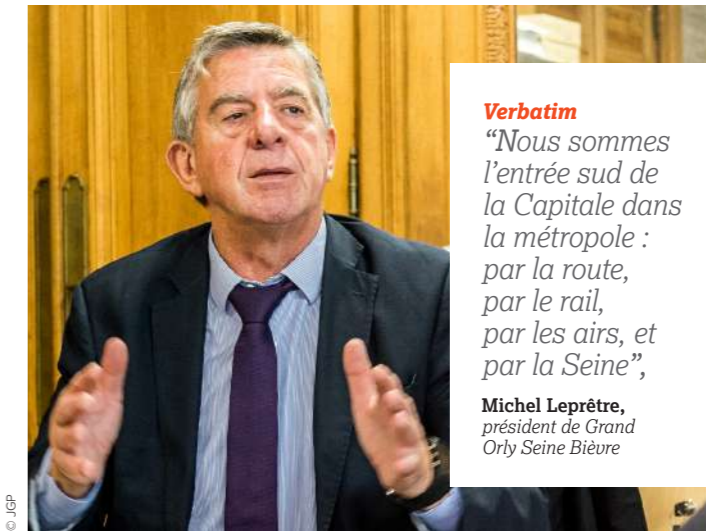 Verbatim
“Nous sommes
l’entrée sud de
la Capitale dans
la métropole :
par la route,
par le rail,
par les airs, et
par la Seine”,
Michel Leprêtre,
président de Grand
Orly Seine Bièvre
© JGP